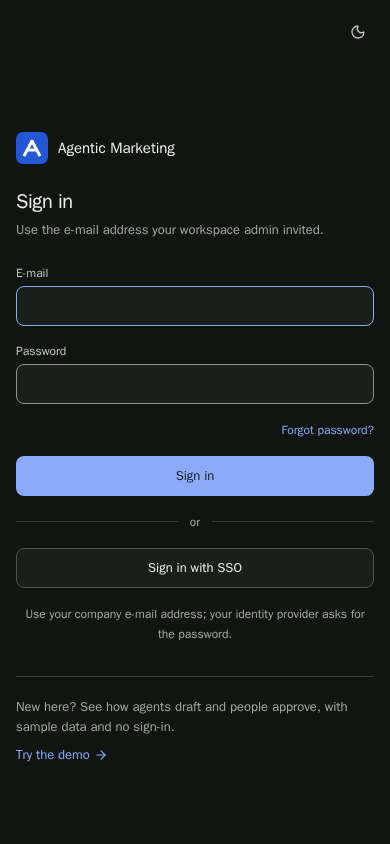 Agentic Marketing
Sign in
Use the e-mail address your workspace admin invited.
E-mail
Password
Forgot password?
Sign in
or
Sign in with SSO
Use your company e-mail address; your identity provider asks for
the password.
New here? See how agents draft and people approve, with
sample data and no sign-in.
Try the demo →